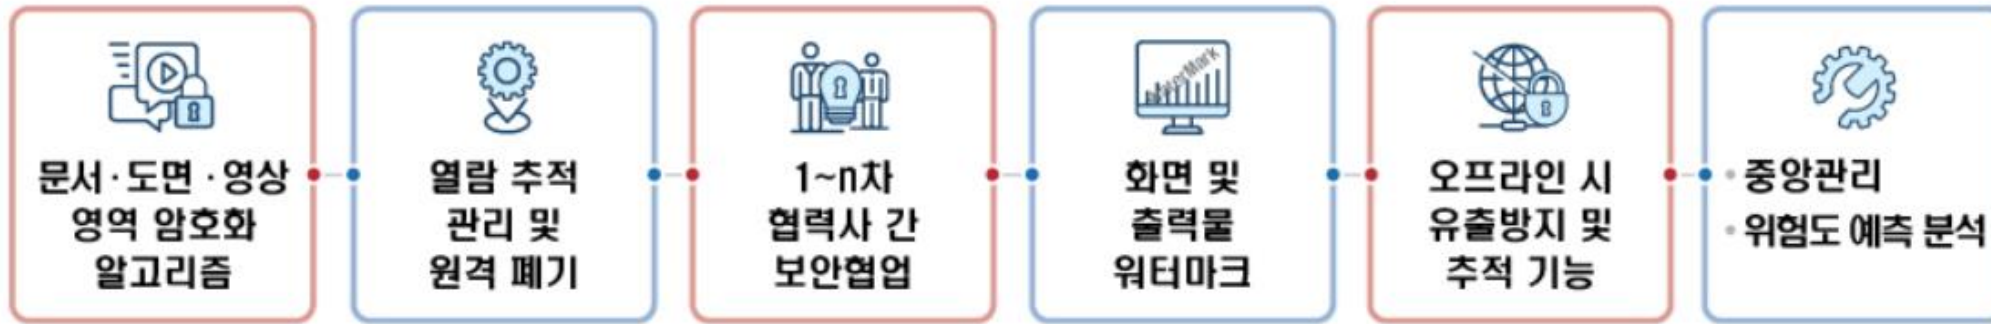 문서·도면·영상
영역 암호화
알고리즘
열람 추적
관리 및
원격 폐기
1~n차
협력사 간
보안협업
WaterMark
화면 및
출력물
워터마크
오프라인 시
유출방지 및
추적 기능
• 중앙관리
• 위험도 예측 분석